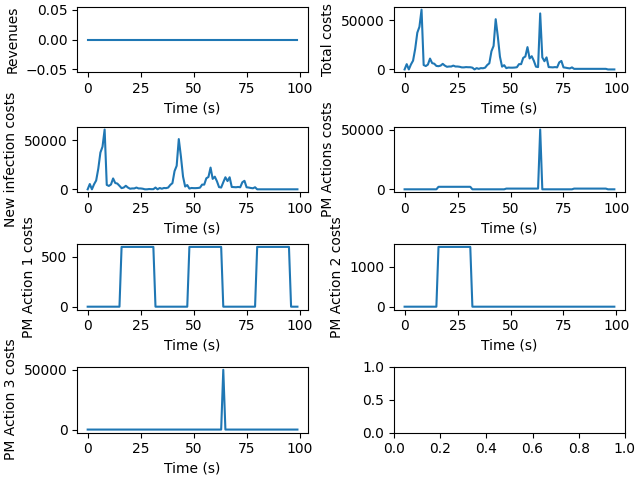 Revenues
0.05
0.00
−0.05
0 25 50 75 100
Time (s)
Total costs
50000
0
0 25 50 75 100
Time (s)
New infection costs
50000
0
0 25 50 75 100
Time (s)
PM Actions costs
50000
0
0 25 50 75 100
Time (s)
PM Action 1 costs
500
0
0 25 50 75 100
Time (s)
PM Action 2 costs
1000
0
0 25 50 75 100
Time (s)
PM Action 3 costs
50000
0
0 25 50 75 100
Time (s)
1.0
0.5
0.0
0.0 0.2 0.4 0.6 0.8 1.0